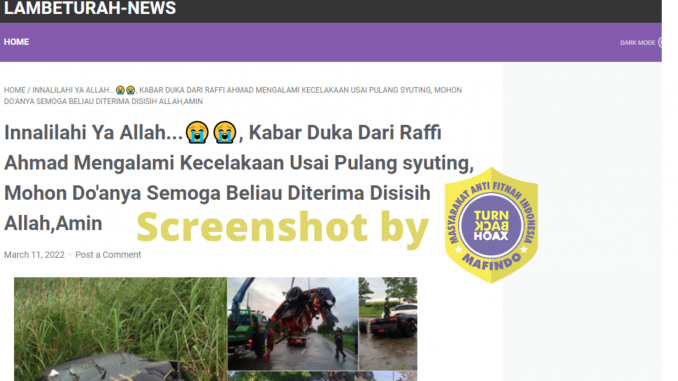 LAMBETURAH-NEWS
HOME
DARK MODE
HOME / INNALILAHI YA ALLAH...😭😭, KABAR DUKA DARI RAFFI AHMAD MENGALAMI KECELAKAAN USAI PULANG SYUTING, MOHON
DO'ANYA SEMOGA BELIAU DITERIMA DISISIH ALLAH,AMIN
Innalilahi Ya Allah...😭😭, Kabar Duka Dari Raffi
Ahmad Mengalami Kecelakaan Usai Pulang syuting,
Mohon Do'anya Semoga Beliau Diterima Disisih
Allah,Amin
Screenshot by
MASYARAKAT ANTI FITNAH INDONESIA
TURN
BACK
HOAX
MAFINDO
March 11, 2022 · Post a Comment